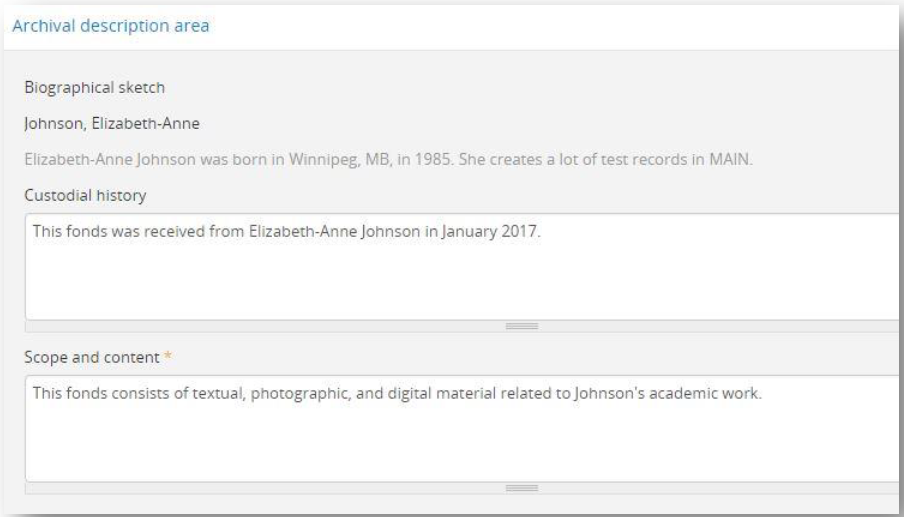 Archival description area
Biographical sketch
Johnson, Elizabeth-Anne
Elizabeth-Anne Johnson was born in Winnipeg, MB, in 1985. She creates a lot of test records in MAIN.
Custodial history
This fonds was received from Elizabeth-Anne Johnson in January 2017.
Scope and content *
This fonds consists of textual, photographic, and digital material related to Johnson's academic work.